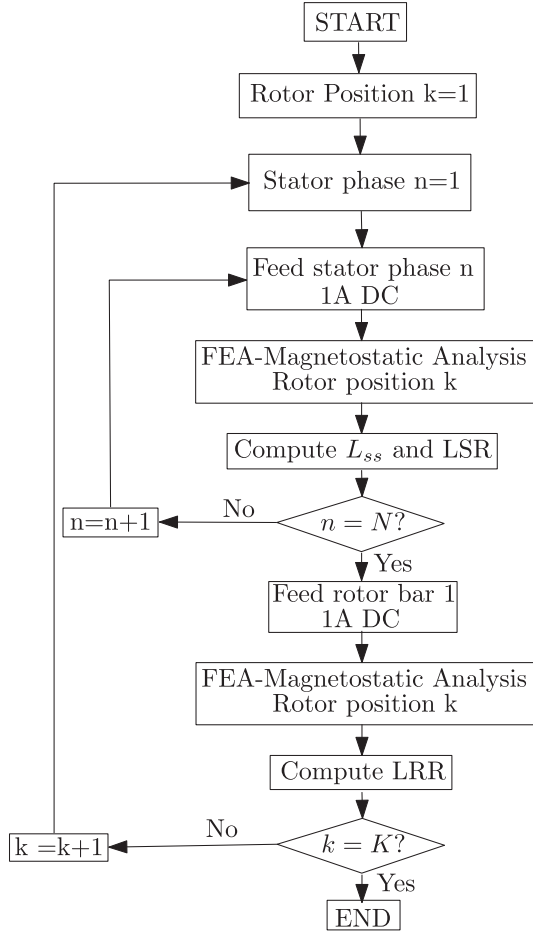 START
Rotor Position k=1
Stator phase n=1
Feed stator phase n
1A DC
FEA-Magnetostatic Analysis
Rotor position k
Compute $L_{ss}$ and LSR
n = N?
No
n=n+1
Yes
Feed rotor bar 1
1A DC
FEA-Magnetostatic Analysis
Rotor position k
Compute LRR
k = K?
No
k =k+1
Yes
END